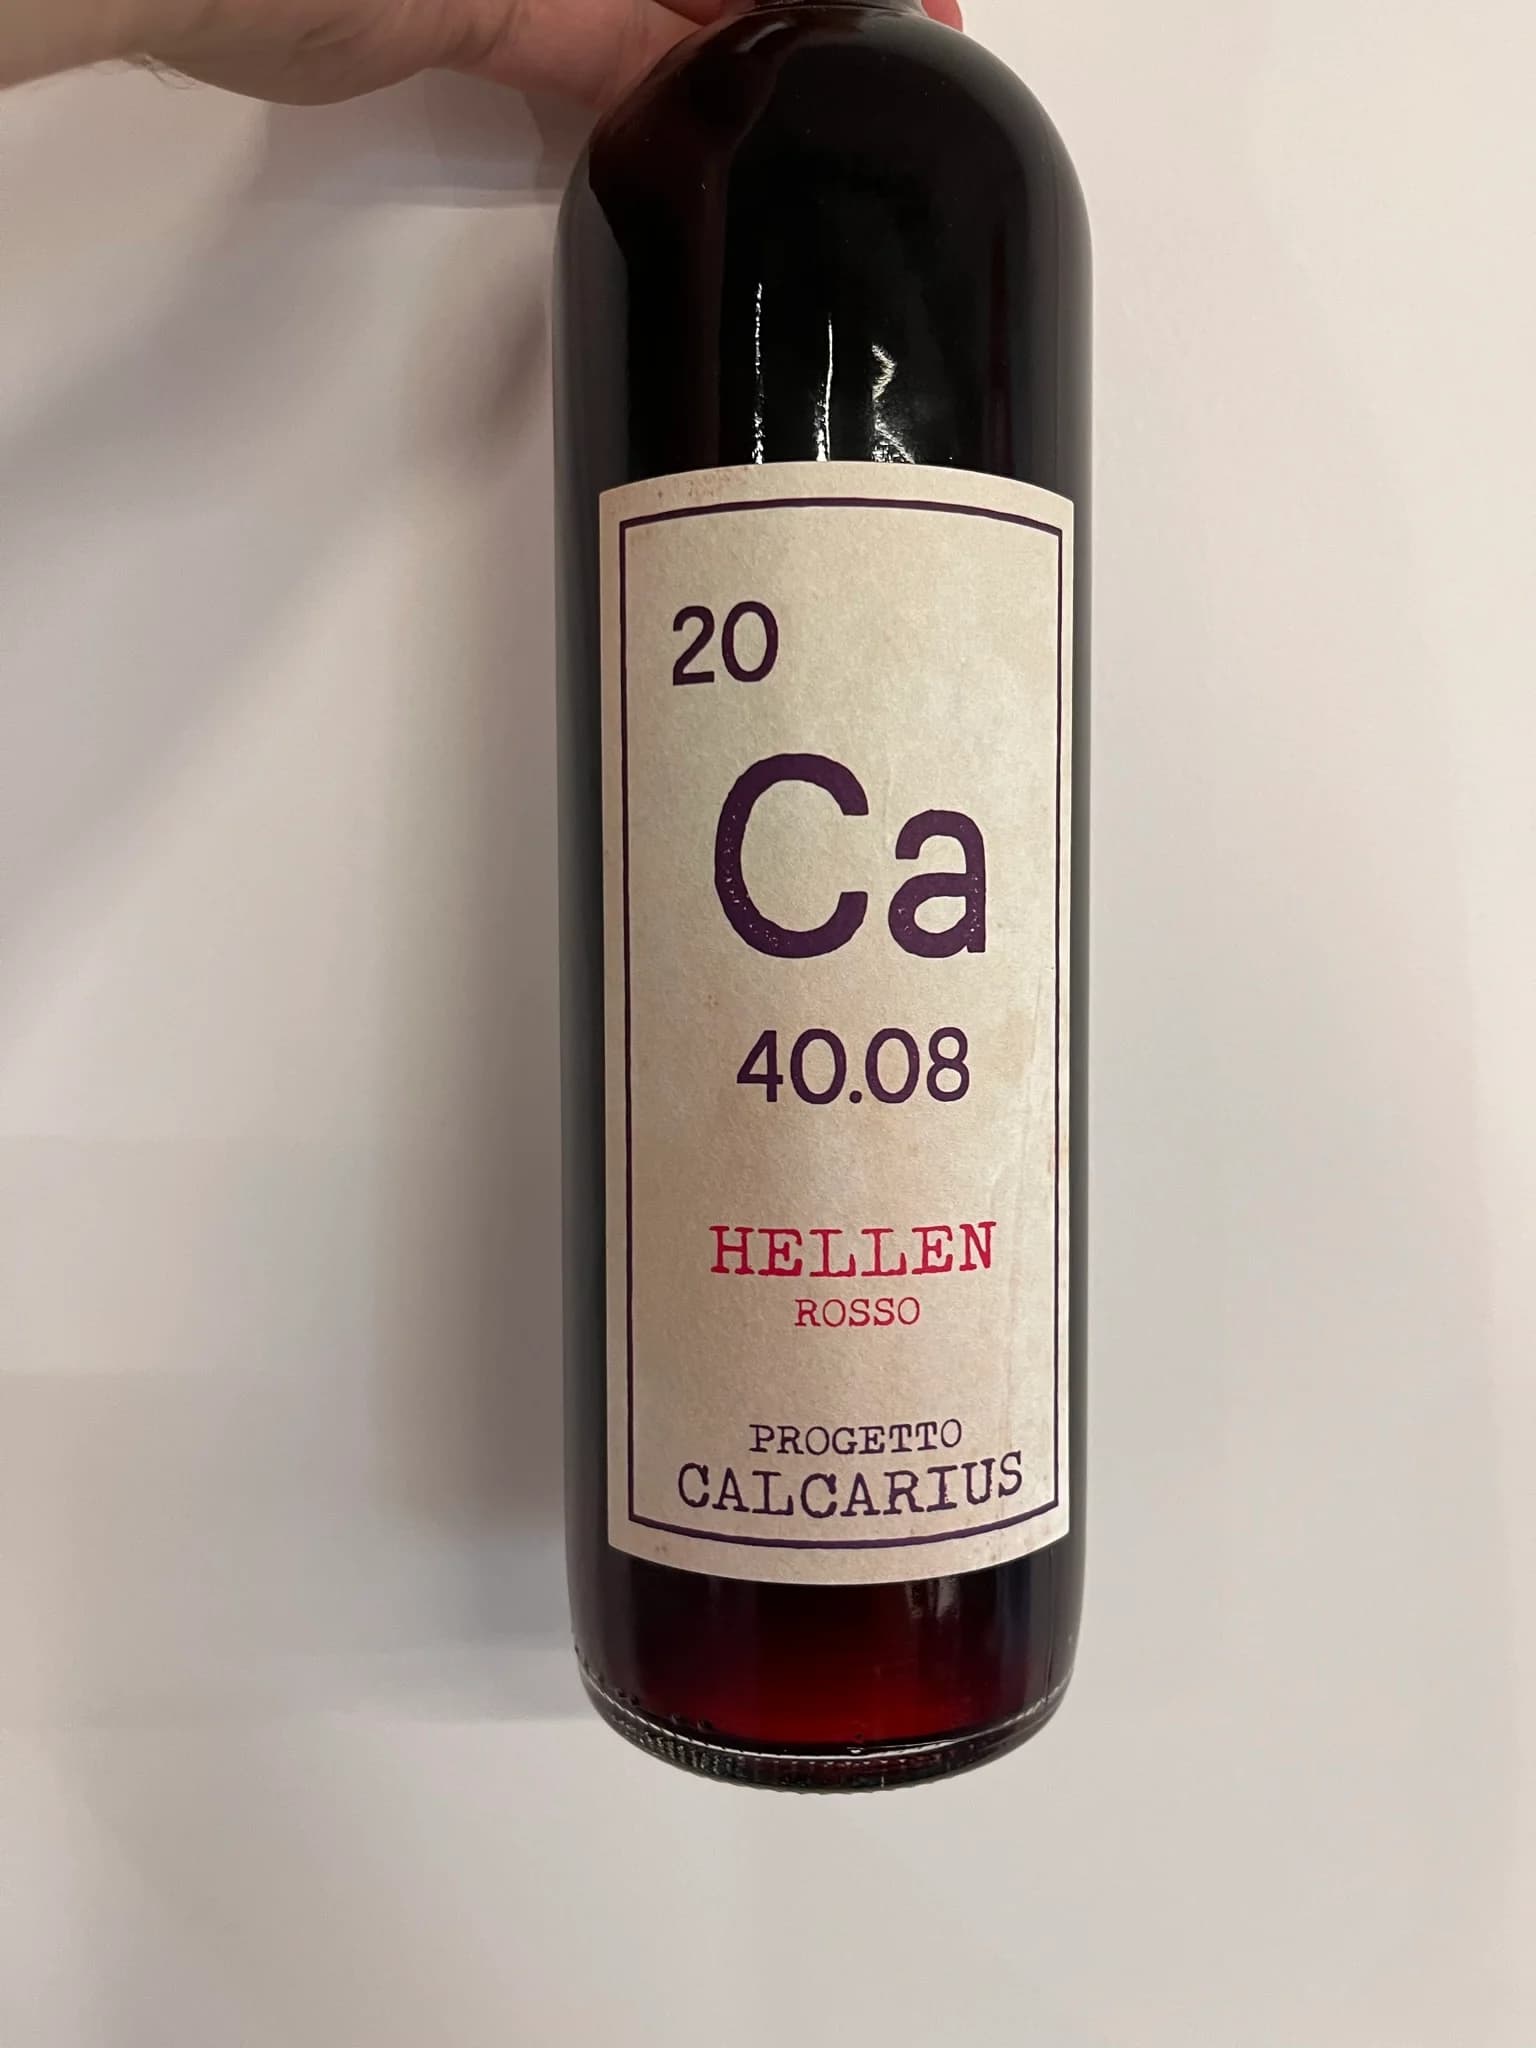 20
Ca
40.08
HELLEN
ROSSO
PROGETTO
CALCARIUS